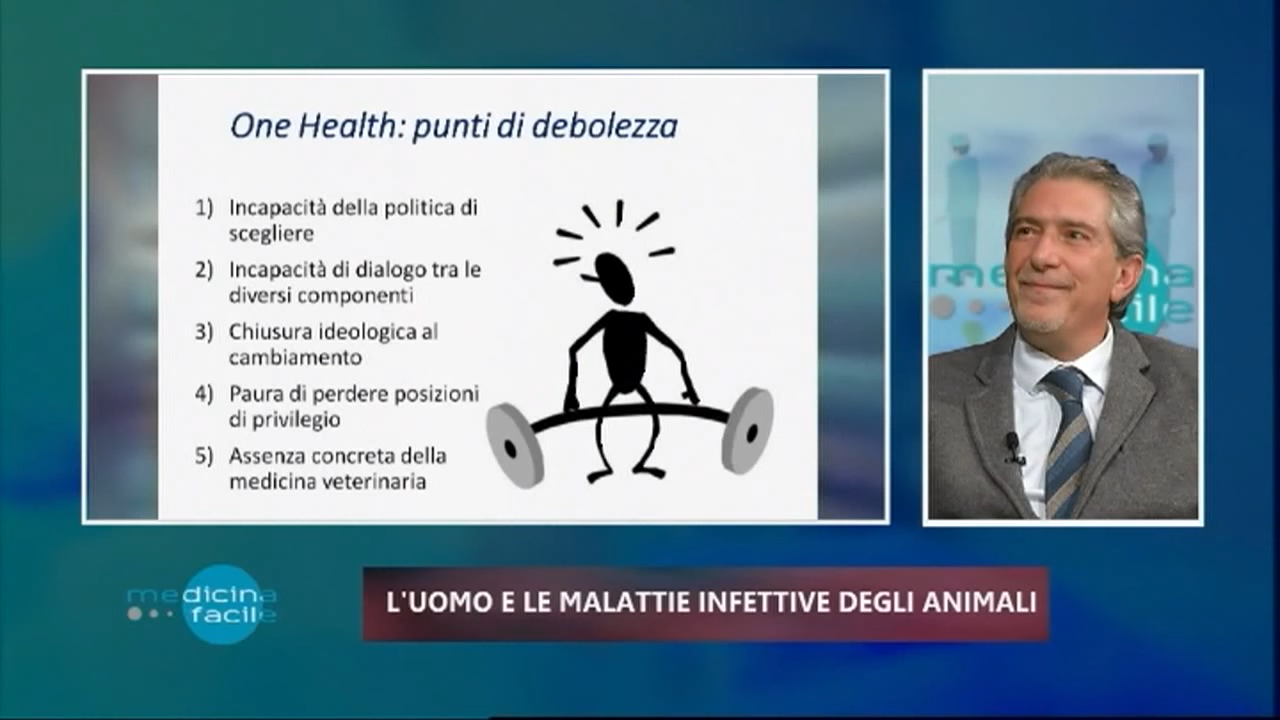 One Health: punti di debolezza
1) Incapacità della politica di
scegliere
2) Incapacità di dialogo tra le
diversi componenti
3) Chiusura ideologica al
cambiamento
4) Paura di perdere posizioni
di privilegio
5) Assenza concreta della
medicina veterinaria
medicina
facile
L'UOMO E LE MALATTIE INFETTIVE DEGLI ANIMALI